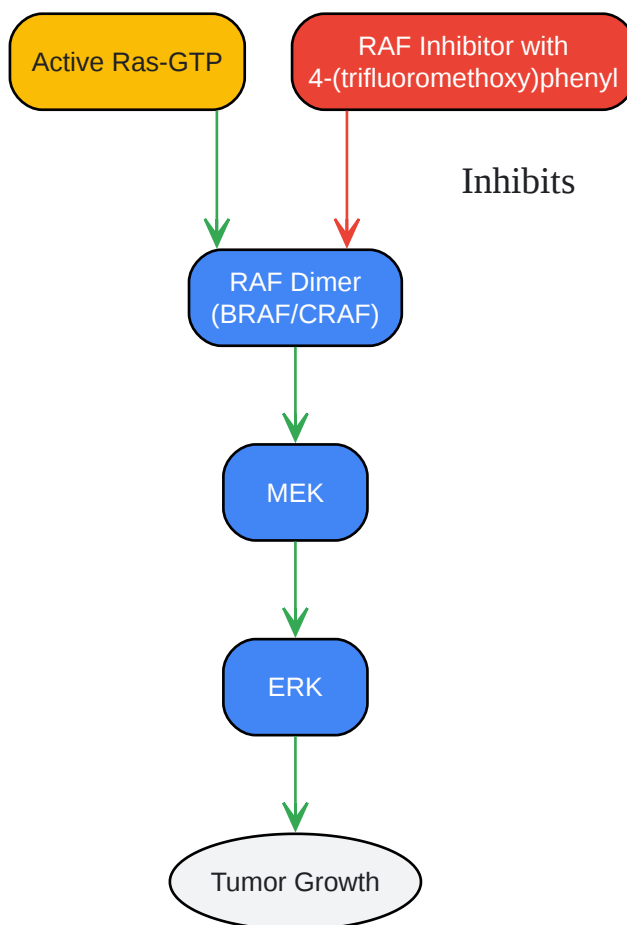 Active Ras-GTP
RAF Inhibitor with
4-(trifluoromethoxy)phenyl
Inhibits
RAF Dimer
(BRAF/CRAF)
MEK
ERK
Tumor Growth